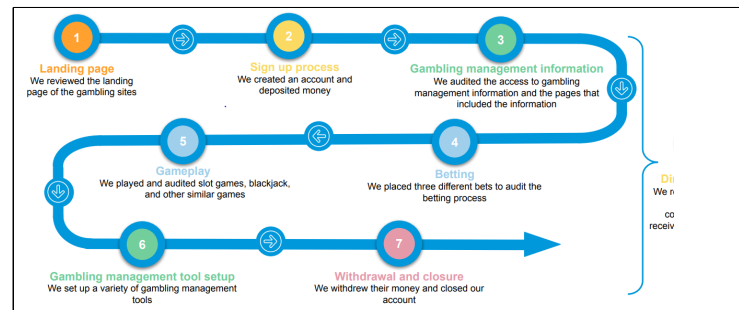 1
Landing page
We reviewed the landing
page of the gambling sites
2
Sign up process
We created an account and
deposited money
3
Gambling management information
We audited the access to gambling
management information and the pages that
included the information
4
Betting
We placed three different bets to audit the
betting process
5
Gameplay
We played and audited slot games, blackjack,
and other similar games
6
Gambling management tool setup
We set up a variety of gambling management
tools
7
Withdrawal and closure
We withdrew their money and closed our
account
We